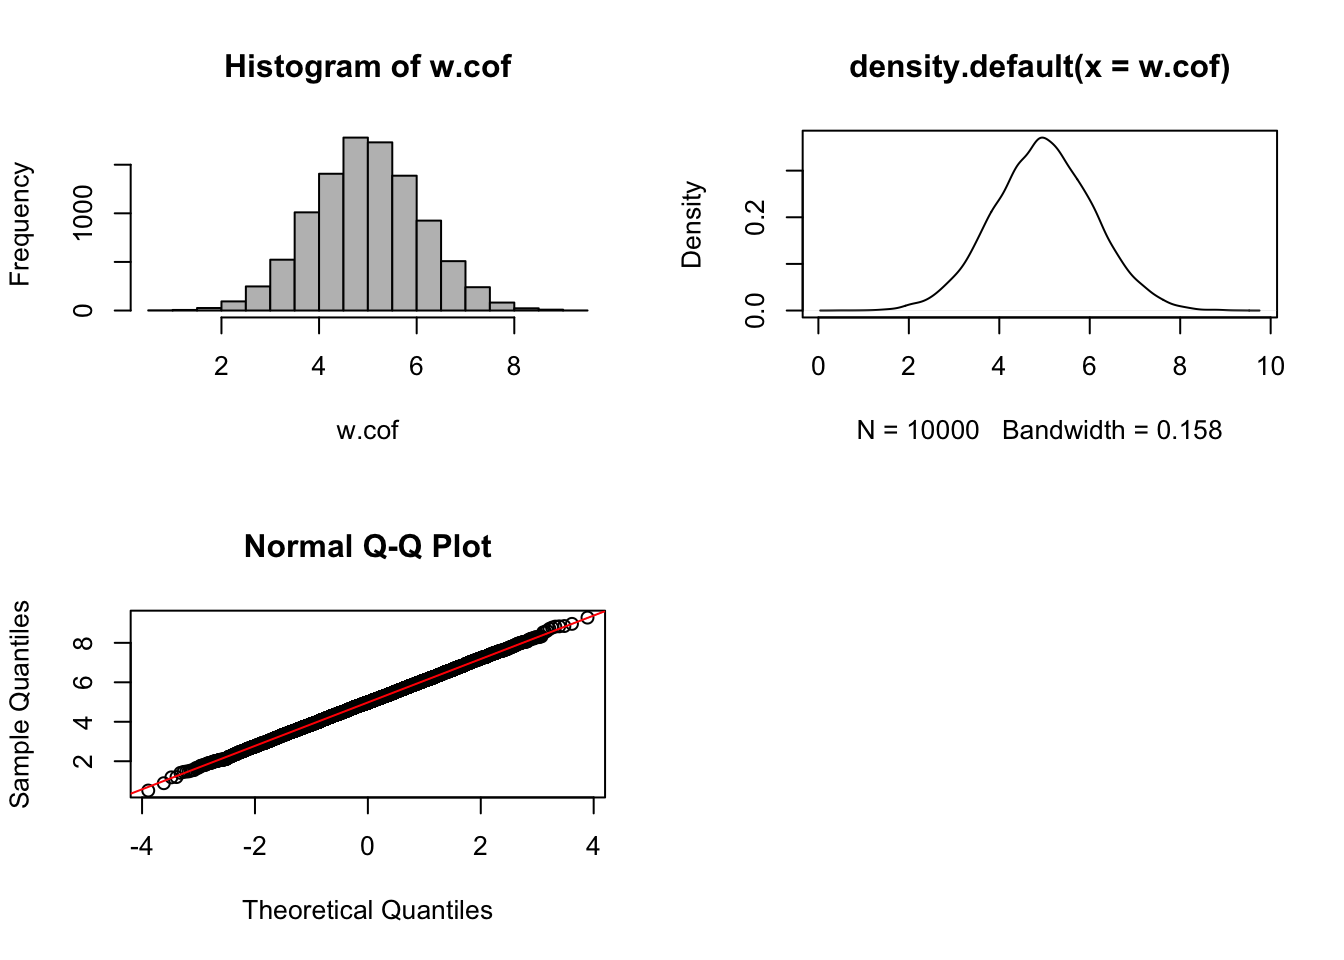 Histogram of w.cof
Frequency
0
1000
2 4 6 8
w.cof
density.default(x = w.cof)
Density
0.0
0.2
0 2 4 6 8 10
N = 10000   Bandwidth = 0.158
Normal Q-Q Plot
Sample Quantiles
2
4
6
8
-4 -2 0 2 4
Theoretical Quantiles